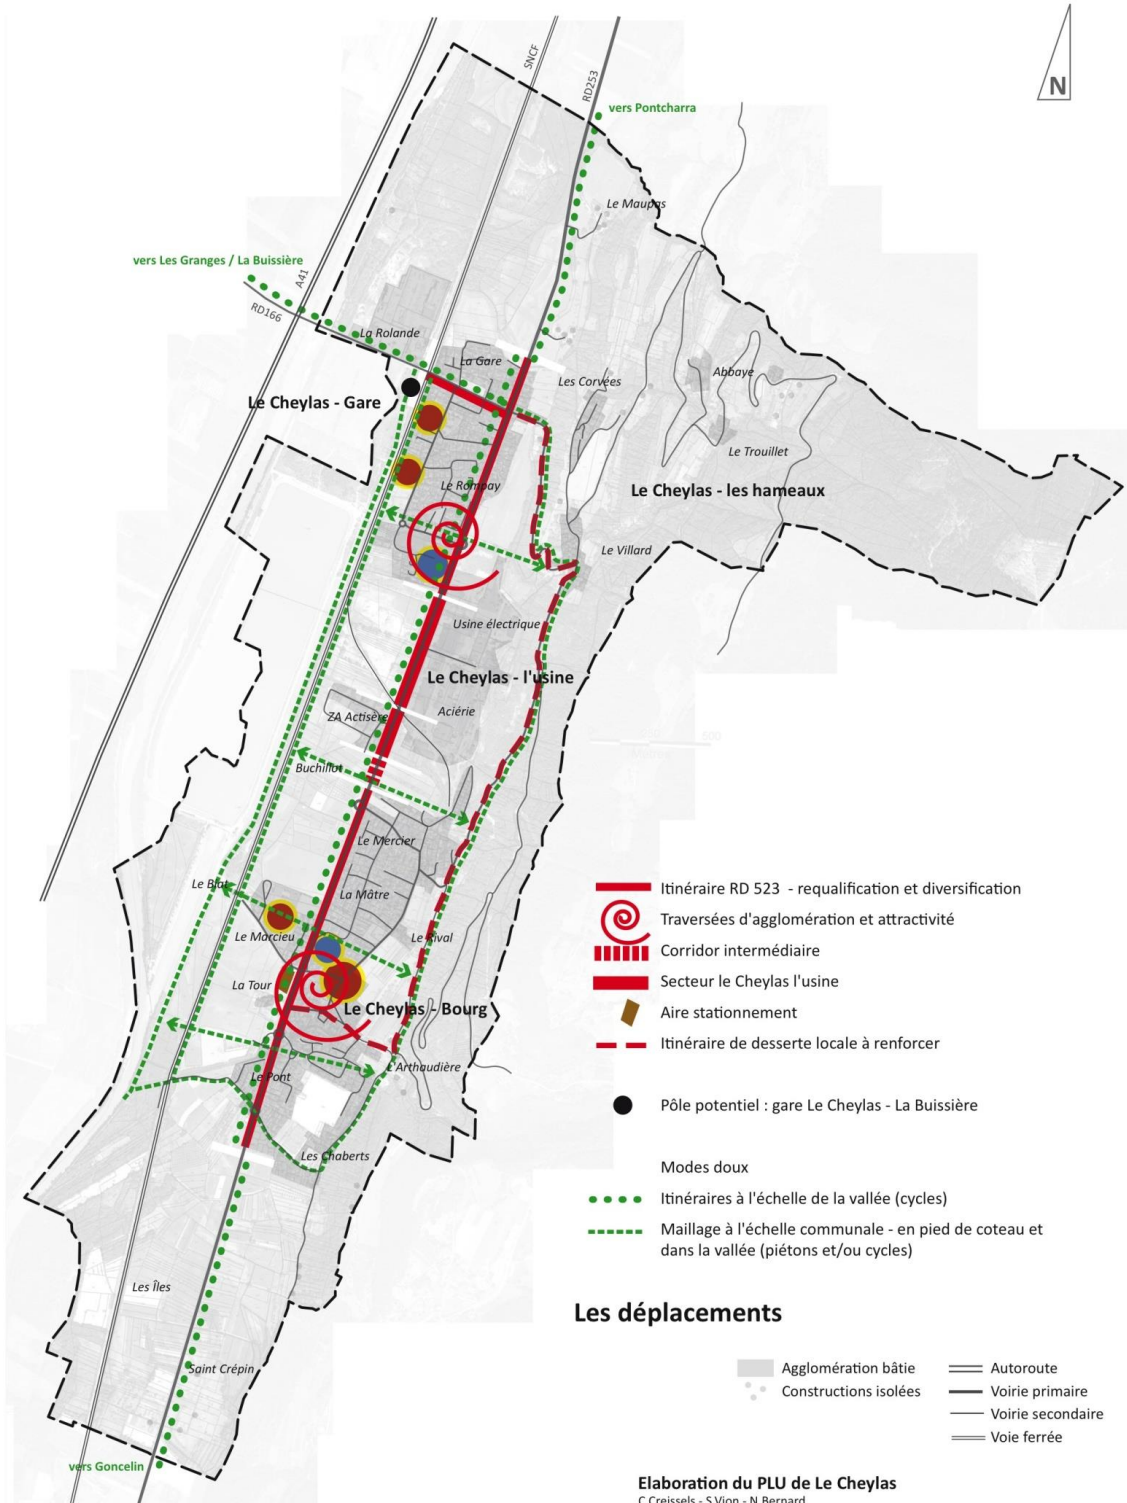 SNCF
RD253
N
vers Pontcharra
Le Maupas
vers Les Granges / La Buissière
A41
RD166
La Rolande
La Gare
Les Corvées
Abbaye
Le Cheylas - Gare
Le Trouillet
Le Rompay
Le Cheylas - les hameaux
Le Villard
Usine électrique
Le Cheylas - l'usine
Aciérie
ZA Actisère
Buchillot
Le Mercier
Le Blat
La Mâtre
Le Marcieu
Le Rival
La Tour
Le Cheylas - Bourg
L'Arthaudière
Le Pont
Les Chaberts
Les Îles
Saint Crépin
vers Goncelin
Itinéraire RD 523 - requalification et diversification
Traversées d'agglomération et attractivité
Corridor intermédiaire
Secteur le Cheylas l'usine
Aire stationnement
Itinéraire de desserte locale à renforcer
Pôle potentiel : gare Le Cheylas - La Buissière
Modes doux
Itinéraires à l'échelle de la vallée (cycles)
Maillage à l'échelle communale - en pied de coteau et
dans la vallée (piétons et/ou cycles)
Les déplacements
Agglomération bâtie
Constructions isolées
Autoroute
Voirie primaire
Voirie secondaire
Voie ferrée
Elaboration du PLU de Le Cheylas
C Creissels - S Vion - N Bernard